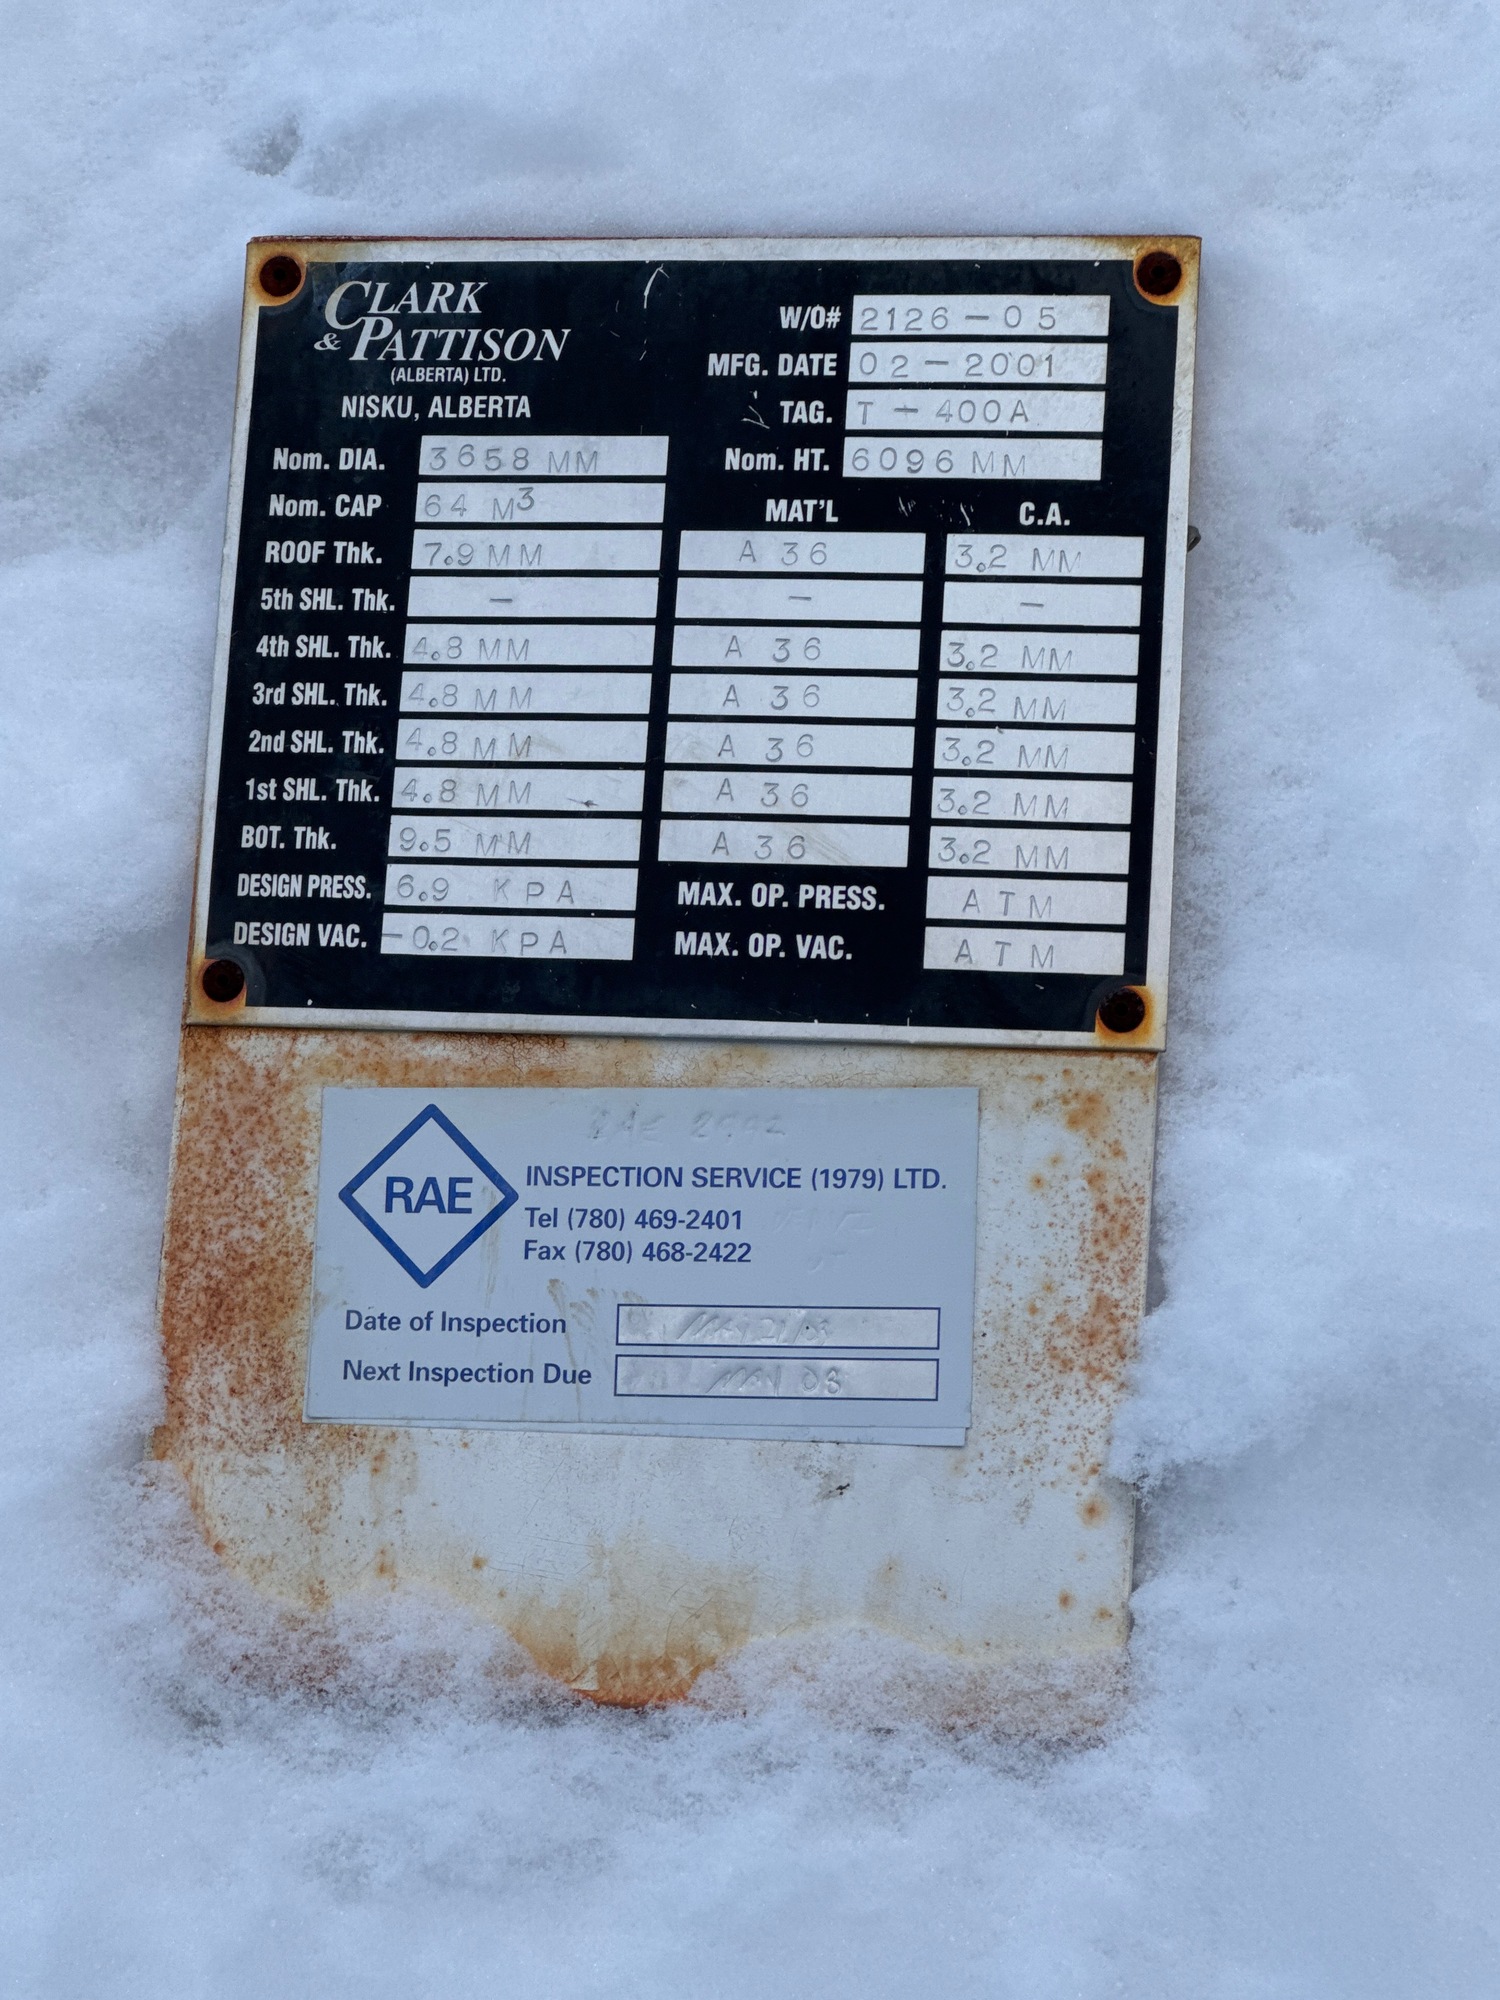 CLARK
& PATTISON
(ALBERTA) LTD.
NISKU, ALBERTA
W/O# 2126-05
MFG. DATE 02-2001
TAG. T-400A
Nom. DIA. 3658 MM Nom. HT. 6096 MM
Nom. CAP 64 M³ MAT'L C.A.
ROOF Thk. 7.9 MM A 36 3.2 MM
5th SHL. Thk. - - -
4th SHL. Thk. 4.8 MM A 36 3.2 MM
3rd SHL. Thk. 4.8 MM A 36 3.2 MM
2nd SHL. Thk. 4.8 MM A 36 3.2 MM
1st SHL. Thk. 4.8 MM A 36 3.2 MM
BOT. Thk. 9.5 MM A 36 3.2 MM
DESIGN PRESS. 6.9 KPA MAX. OP. PRESS. ATM
DESIGN VAC. -0.2 KPA MAX. OP. VAC. ATM
RAE
INSPECTION SERVICE (1979) LTD.
Tel (780) 469-2401
Fax (780) 468-2422
Date of Inspection
Next Inspection Due MAY 08